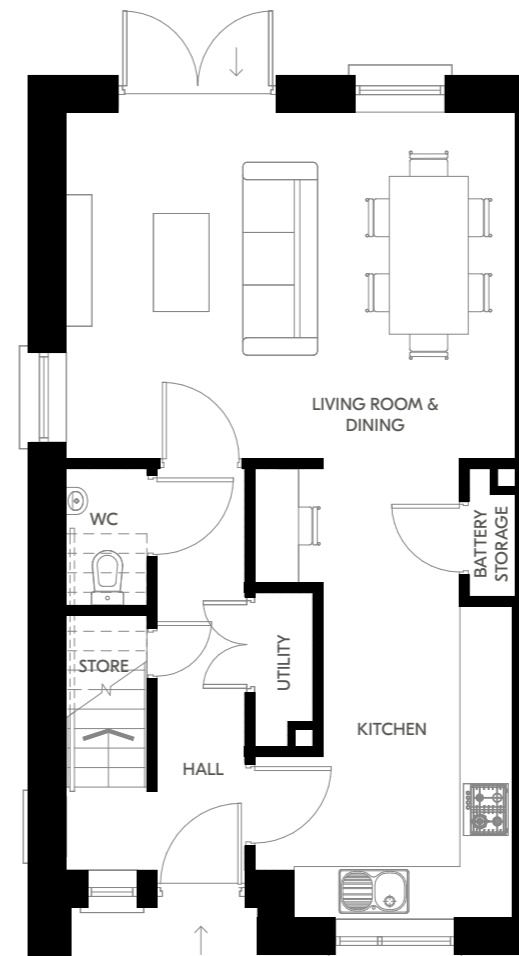 LIVING ROOM &
DINING
WC
BATTERY
STORAGE
STORE
UTILITY
KITCHEN
HALL